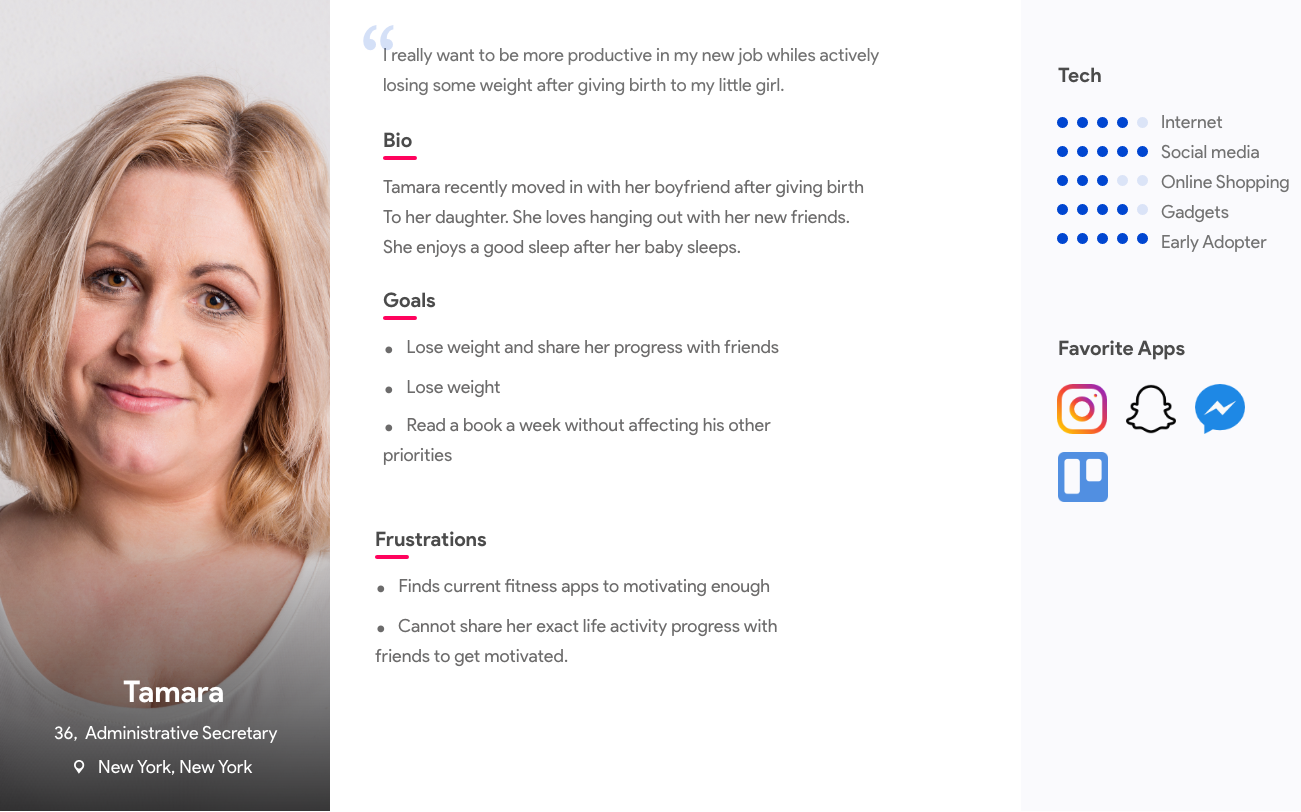 “
I really want to be more productive in my new job whiles actively
losing some weight after giving birth to my little girl.
Bio
Tamara recently moved in with her boyfriend after giving birth
To her daughter. She loves hanging out with her new friends.
She enjoys a good sleep after her baby sleeps.
Goals
• Lose weight and share her progress with friends
• Lose weight
• Read a book a week without affecting his other
priorities
Frustrations
• Finds current fitness apps to motivating enough
• Cannot share her exact life activity progress with
friends to get motivated.
Tamara
36, Administrative Secretary
New York, New York
Tech
Internet
Social media
Online Shopping
Gadgets
Early Adopter
Favorite Apps